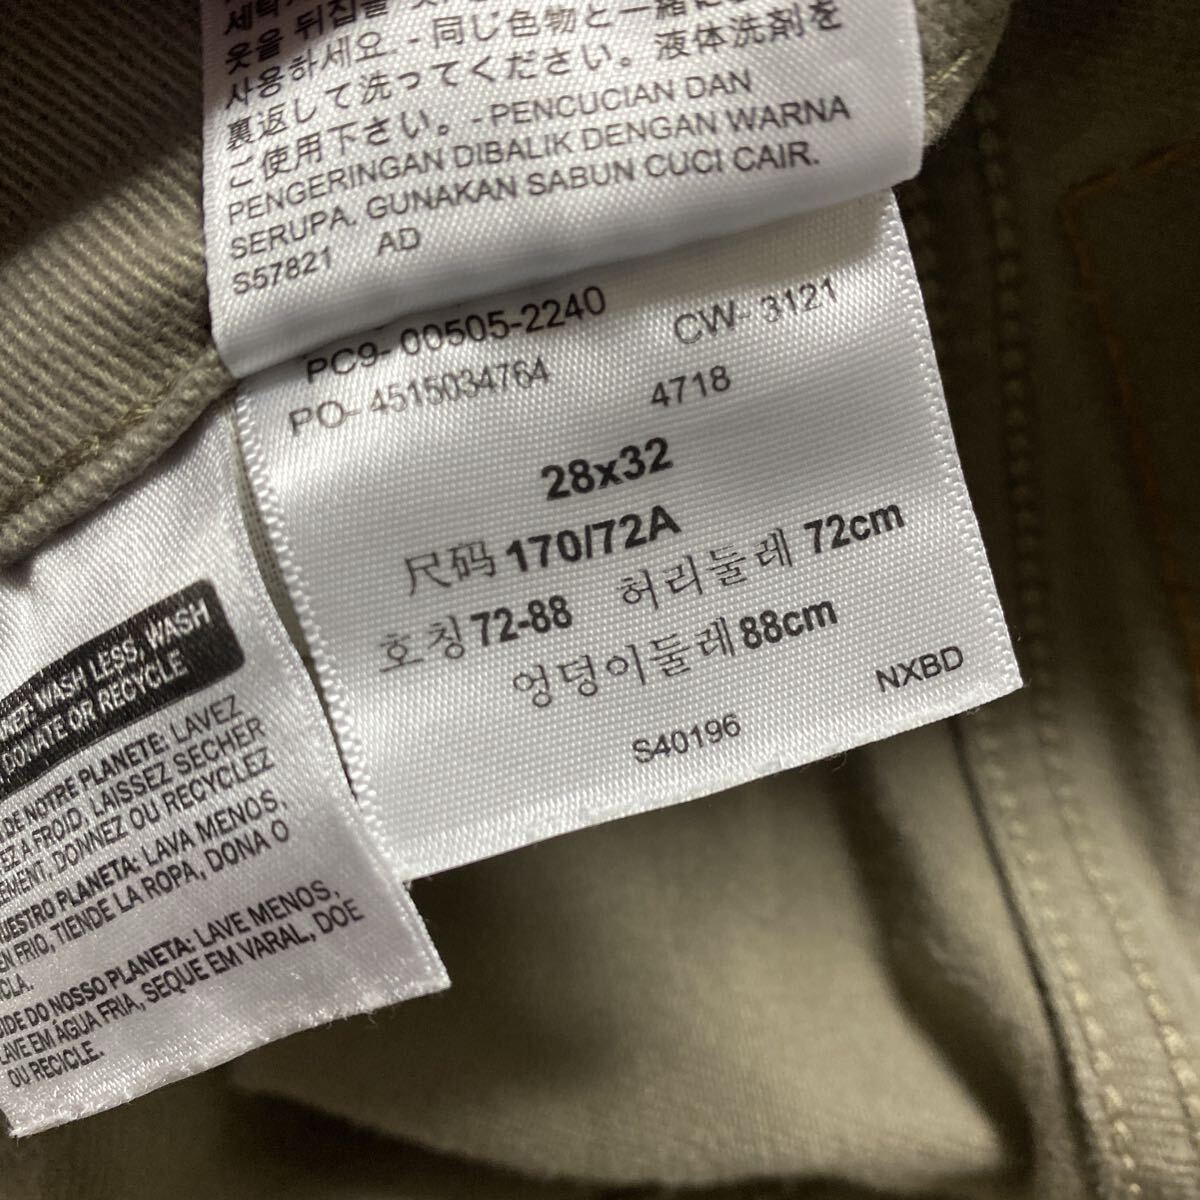 옷을 뒤집
사용하세요. - 同じ色物と一緒に
裏返して洗ってください。液体洗剤を
ご使用下さい。- PENCUCIAN DAN
PENGERINGAN DIBALIK DENGAN WARNA
SERUPA. GUNAKAN SABUN CUCI CAIR.
S57821 AD
PC9- 00505-2240 CW- 3121
PO- 4515034764 4718
28x32
尺码 170/72A
호칭 72-88 허리둘레 72cm
엉덩이둘레 88cm
S40196 NXBD
WASH LESS, WASH
DONATE OR RECYCLE
DE NOTRE PLANETE: LAVEZ
A FROID, LAISSEZ SECHER
DONNEZ OU RECYCLEZ
PLANETA: LAVA MENOS,
EN FRIO, TIENDE LA ROPA, DONA O
DO NOSSO PLANETA: LAVE MENOS,
LAVE EM ÁGUA FRIA, SEQUE EM VARAL, DOE
OU RECICLE.